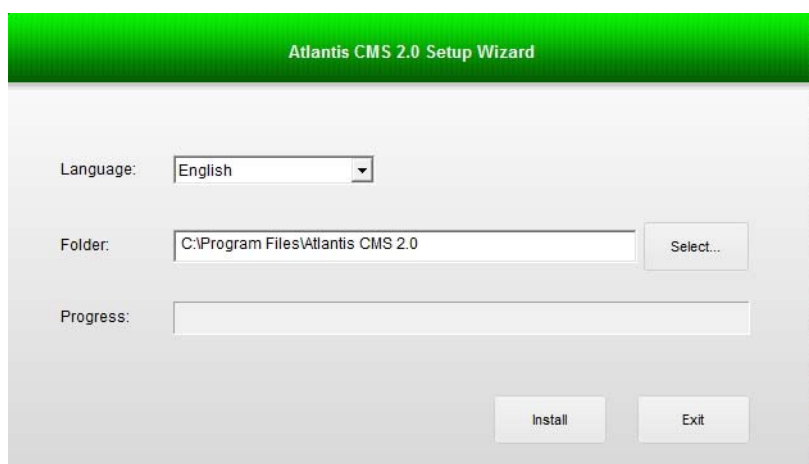 Atlantis CMS 2.0 Setup Wizard
Language: English
Folder: C:\Program Files\Atlantis CMS 2.0 Select...
Progress:
Install Exit